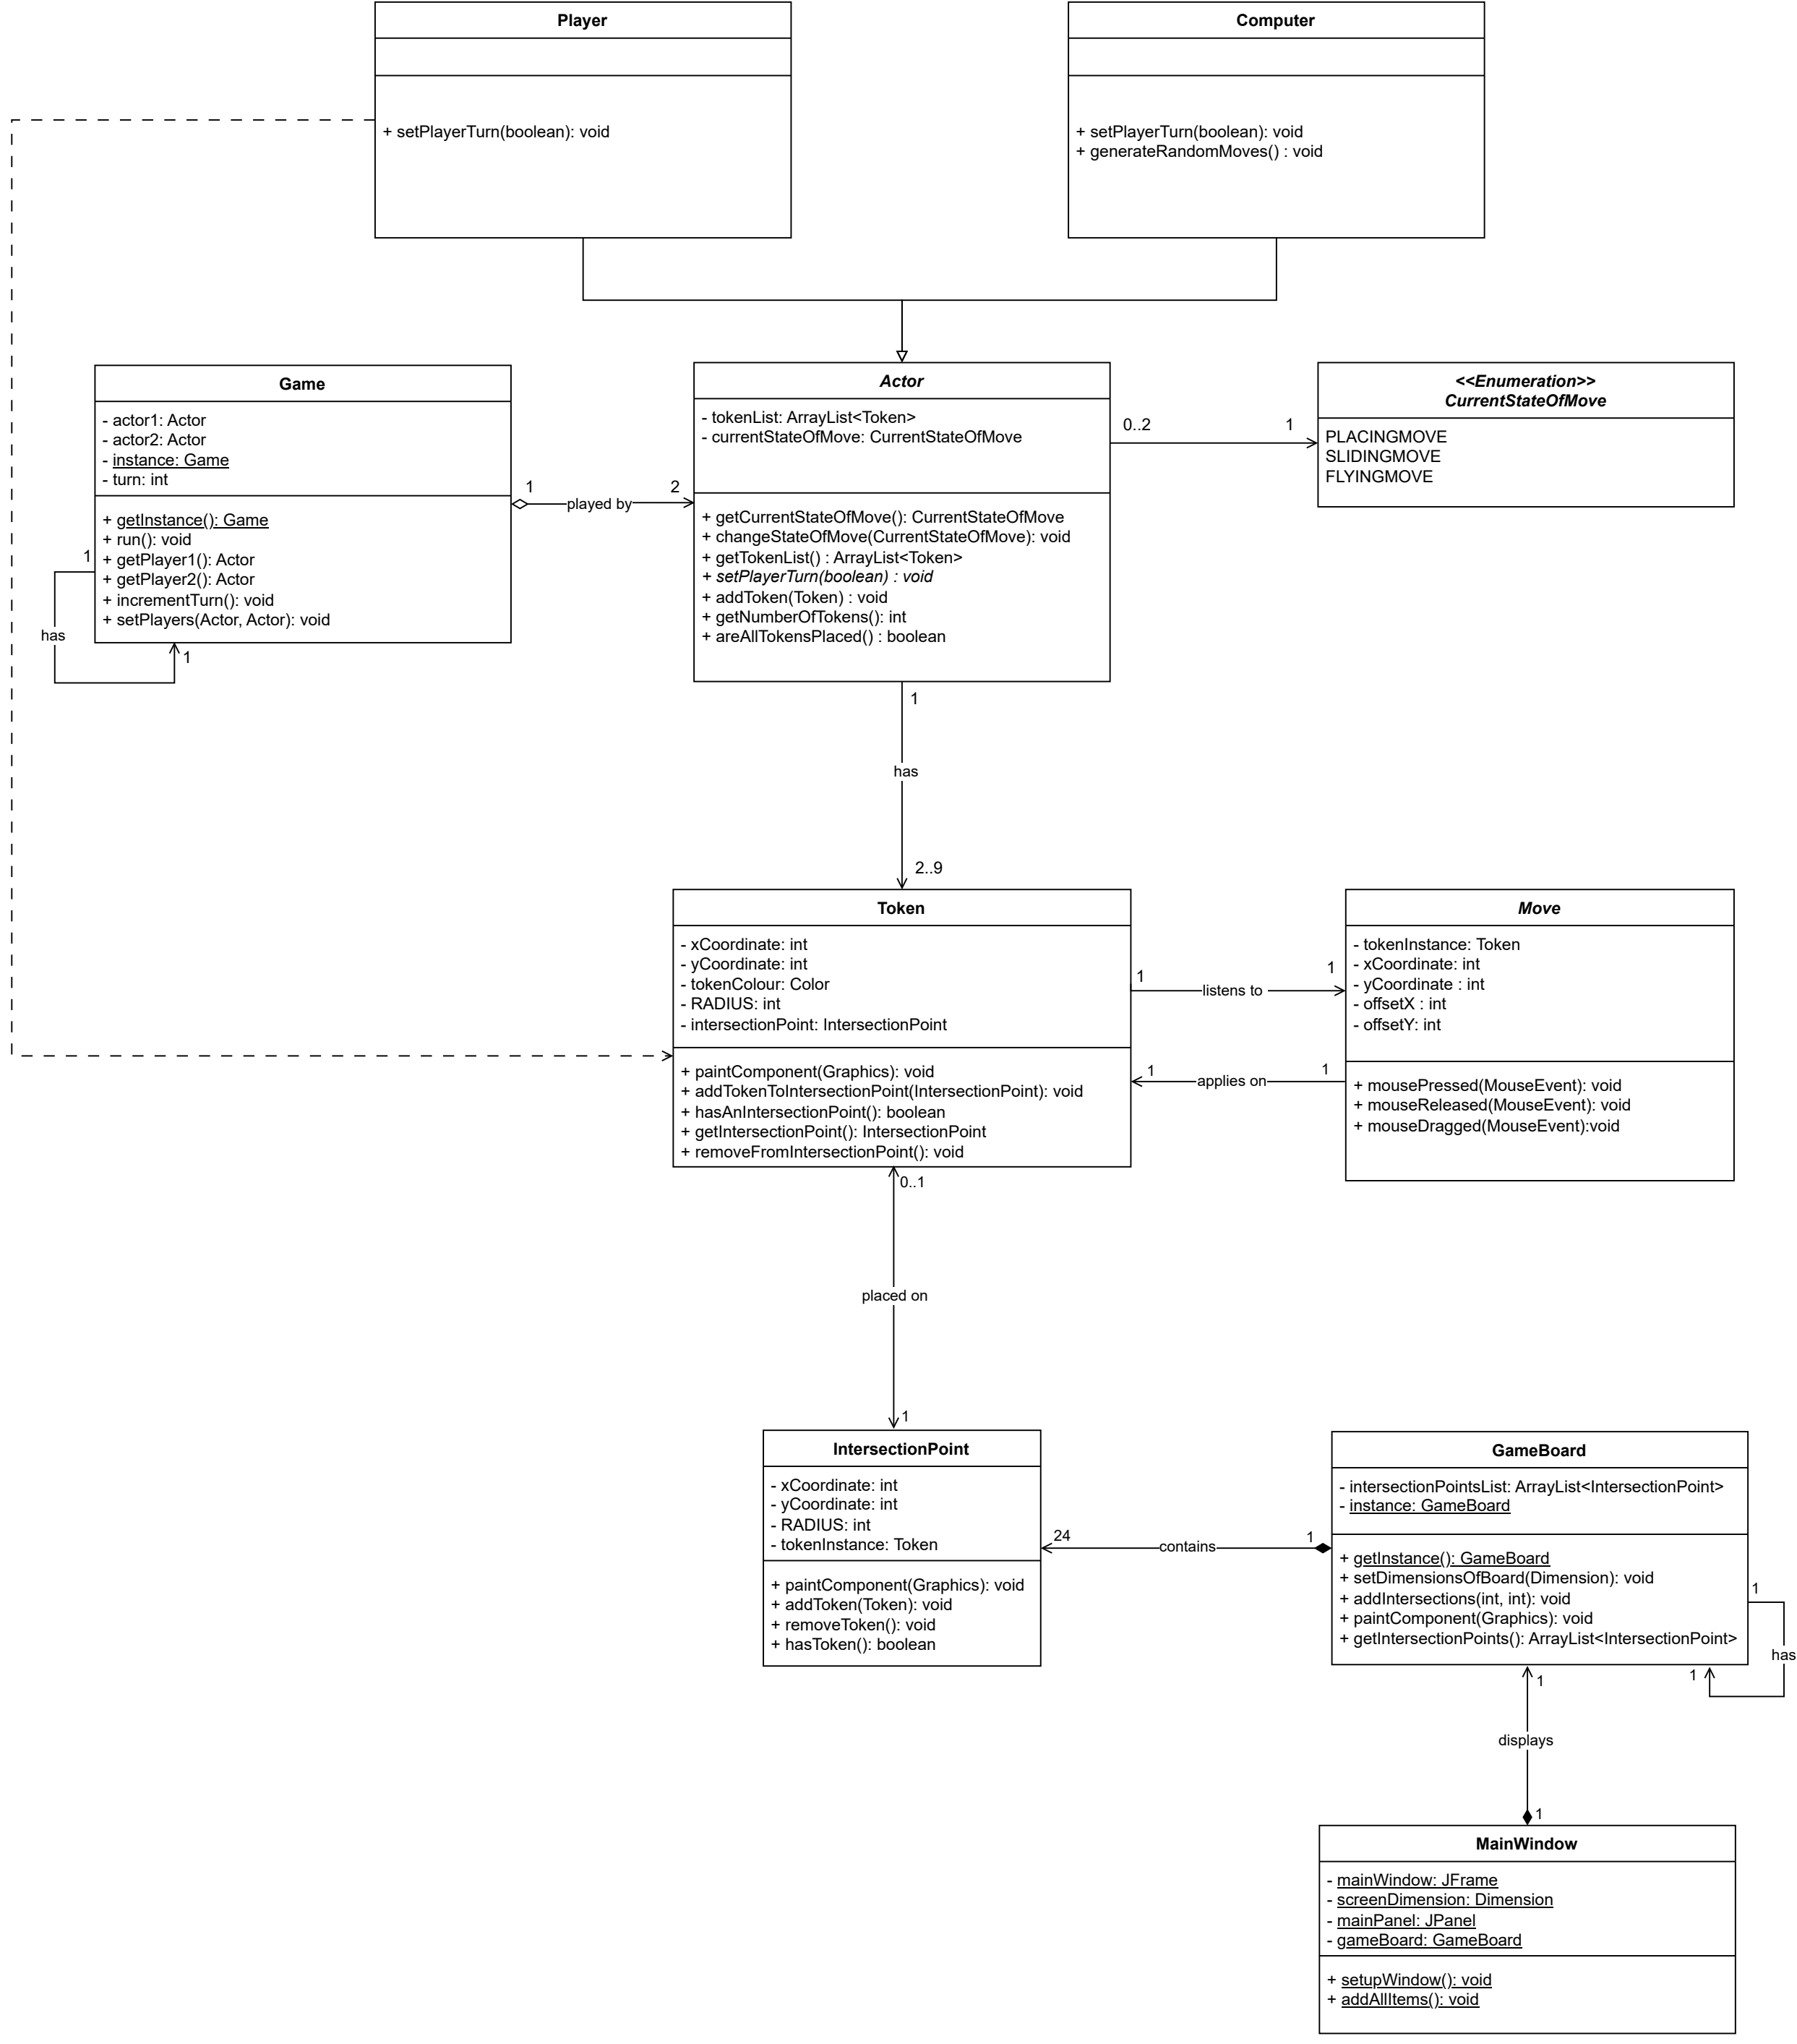 Player
+ setPlayerTurn(boolean): void
Computer
+ setPlayerTurn(boolean): void
+ generateRandomMoves() : void
Game
- actor1: Actor
- actor2: Actor
- instance: Game
- turn: int
+ getInstance(): Game
+ run(): void
+ getPlayer1(): Actor
+ getPlayer2(): Actor
+ incrementTurn(): void
+ setPlayers(Actor, Actor): void
1
has
1
1
played by
2
Actor
- tokenList: ArrayList<Token>
- currentStateOfMove: CurrentStateOfMove
+ getCurrentStateOfMove(): CurrentStateOfMove
+ changeStateOfMove(CurrentStateOfMove): void
+ getTokenList() : ArrayList<Token>
+ setPlayerTurn(boolean) : void
+ addToken(Token) : void
+ getNumberOfTokens(): int
+ areAllTokensPlaced() : boolean
0..2
1
<<Enumeration>>
CurrentStateOfMove
PLACINGMOVE
SLIDINGMOVE
FLYINGMOVE
1
has
2..9
Token
- xCoordinate: int
- yCoordinate: int
- tokenColour: Color
- RADIUS: int
- intersectionPoint: IntersectionPoint
+ paintComponent(Graphics): void
+ addTokenToIntersectionPoint(IntersectionPoint): void
+ hasAnIntersectionPoint(): boolean
+ getIntersectionPoint(): IntersectionPoint
+ removeFromIntersectionPoint(): void
1
listens to
1
1
applies on
1
Move
- tokenInstance: Token
- xCoordinate: int
- yCoordinate : int
- offsetX : int
- offsetY: int
+ mousePressed(MouseEvent): void
+ mouseReleased(MouseEvent): void
+ mouseDragged(MouseEvent):void
0..1
placed on
1
IntersectionPoint
- xCoordinate: int
- yCoordinate: int
- RADIUS: int
- tokenInstance: Token
+ paintComponent(Graphics): void
+ addToken(Token): void
+ removeToken(): void
+ hasToken(): boolean
24
contains
1
GameBoard
- intersectionPointsList: ArrayList<IntersectionPoint>
- instance: GameBoard
+ getInstance(): GameBoard
+ setDimensionsOfBoard(Dimension): void
+ addIntersections(int, int): void
+ paintComponent(Graphics): void
+ getIntersectionPoints(): ArrayList<IntersectionPoint>
1
has
1
1
displays
1
MainWindow
- mainWindow: JFrame
- screenDimension: Dimension
- mainPanel: JPanel
- gameBoard: GameBoard
+ setupWindow(): void
+ addAllItems(): void